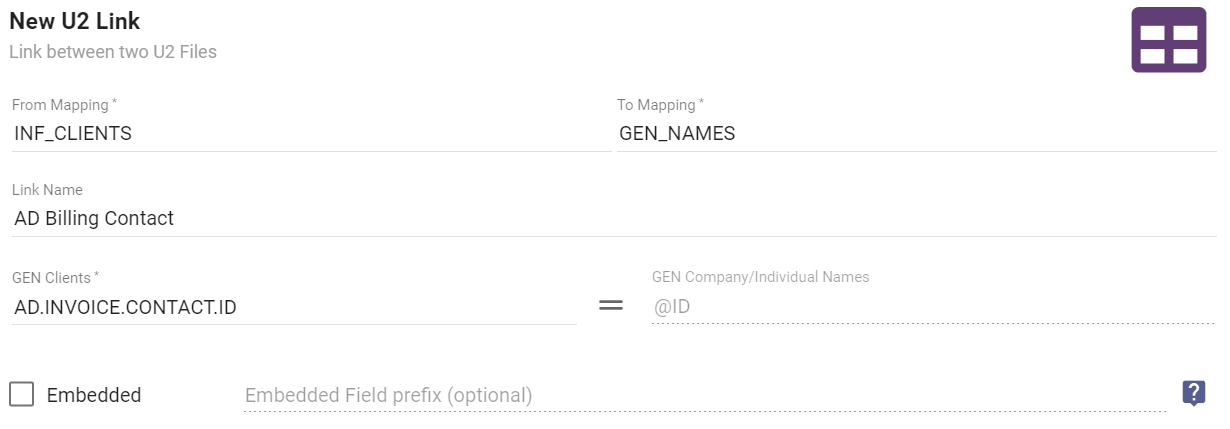 New U2 Link
Link between two U2 Files
From Mapping *
To Mapping *
INF_CLIENTS
GEN_NAMES
Link Name
AD Billing Contact
GEN Clients *
GEN Company/Individual Names
AD.INVOICE.CONTACT.ID
=
@ID
Embedded
Embedded Field prefix (optional)
?